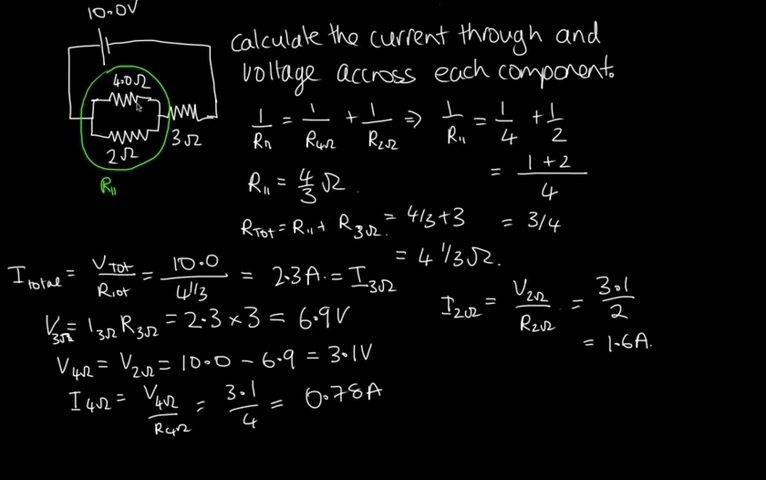 10.0V
calculate the current through and
voltage accross each component.
4.0Ω
2Ω
3Ω
R||
1/R|| = 1/R4Ω + 1/R2Ω ⇒ 1/R|| = 1/4 + 1/2
= (1+2)/4
= 3/4
R|| = 4/3 Ω.
RTOT = R|| + R3Ω = 4/3 + 3
= 4 1/3 Ω.
Itotal = VTOT/RTOT = 10.0/(4 1/3) = 2.3A = I3Ω
V3Ω = I3Ω R3Ω = 2.3 × 3 = 6.9V
V4Ω = V2Ω = 10.0 - 6.9 = 3.1V
I4Ω = V4Ω/R4Ω = 3.1/4 = 0.78A
I2Ω = V2Ω/R2Ω = 3.1/2
= 1.6A.